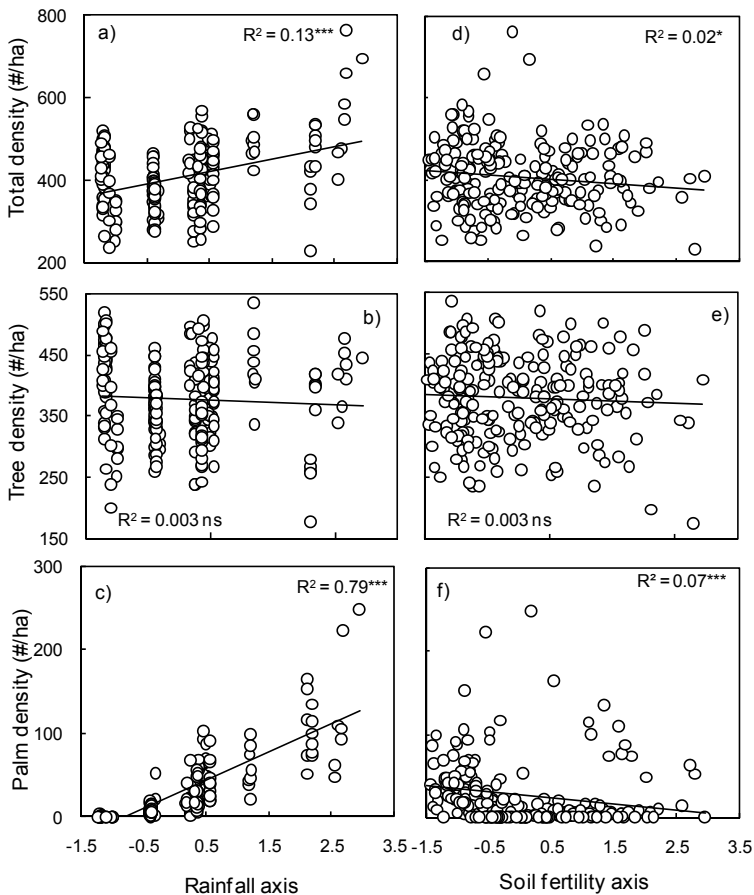 800
a)
R² = 0.13***
600
400
200
Total density (#/ha)
d)
R² = 0.02*
550
b)
450
350
250
150
R² = 0.003 ns
Tree density (#/ha)
e)
R² = 0.003 ns
300
c)
R² = 0.79***
200
100
0
Palm density (#/ha)
f)
R² = 0.07***
-1.5 -0.5 0.5 1.5 2.5 3.5
Rainfall axis
-1.5 -0.5 0.5 1.5 2.5 3.5
Soil fertility axis